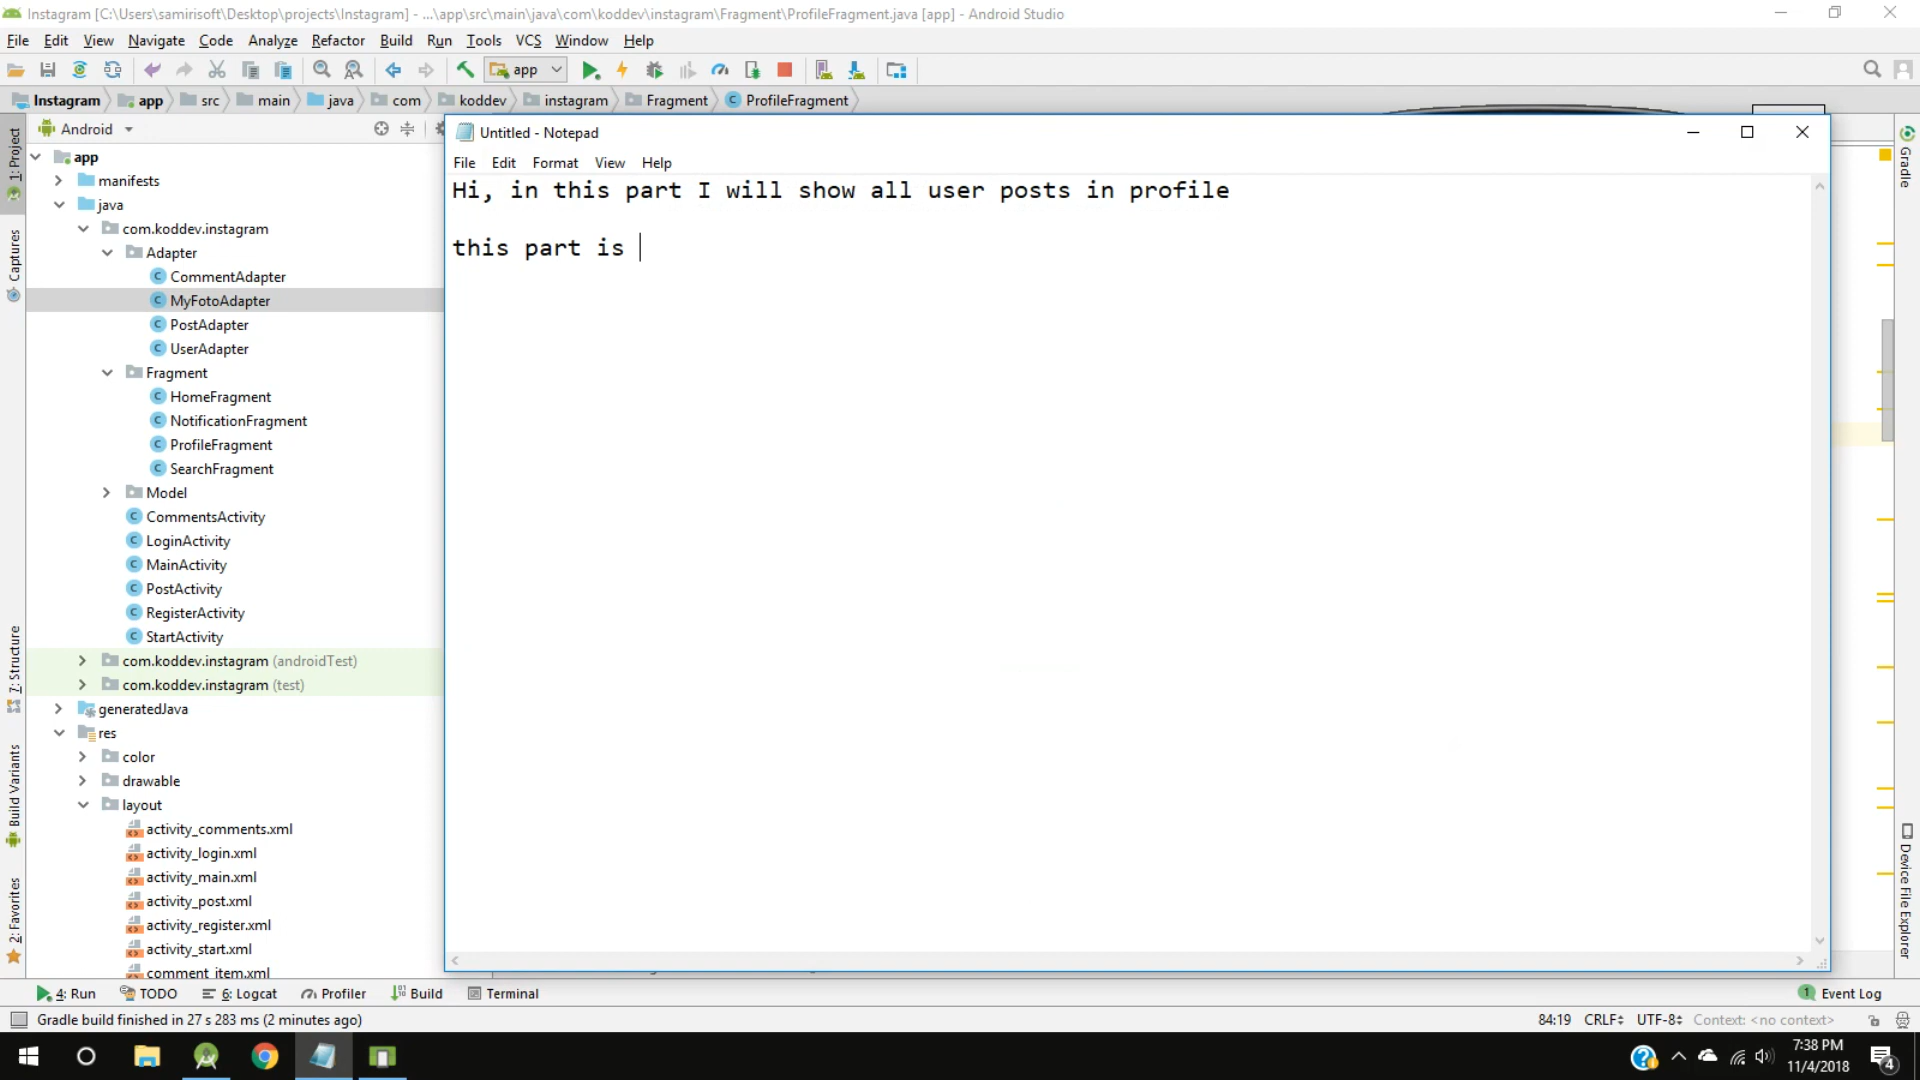 Instagram [C:\Users\samirisoft\Desktop\projects\Instagram] - ...\app\src\main\java\com\koddev\instagram\Fragment\ProfileFragment.java [app] - Android Studio
File Edit View Navigate Code Analyze Refactor Build Run Tools VCS Window Help
app
Instagram app src main java com koddev instagram Fragment ProfileFragment
Android
Untitled - Notepad
File Edit Format View Help
Hi, in this part I will show all user posts in profile
this part is
app
manifests
java
com.koddev.instagram
Adapter
CommentAdapter
MyFotoAdapter
PostAdapter
UserAdapter
Fragment
HomeFragment
NotificationFragment
ProfileFragment
SearchFragment
Model
CommentsActivity
LoginActivity
MainActivity
PostActivity
RegisterActivity
StartActivity
com.koddev.instagram (androidTest)
com.koddev.instagram (test)
generatedJava
res
color
drawable
layout
activity_comments.xml
activity_login.xml
activity_main.xml
activity_post.xml
activity_register.xml
activity_start.xml
comment_item.xml
1: Project
Captures
7: Structure
Build Variants
2: Favorites
Gradle
Device File Explorer
4: Run TODO 6: Logcat Profiler Build Terminal 1 Event Log
Gradle build finished in 27 s 283 ms (2 minutes ago) 84:19 CRLF UTF-8 Context: <no context>
7:38 PM
11/4/2018
4